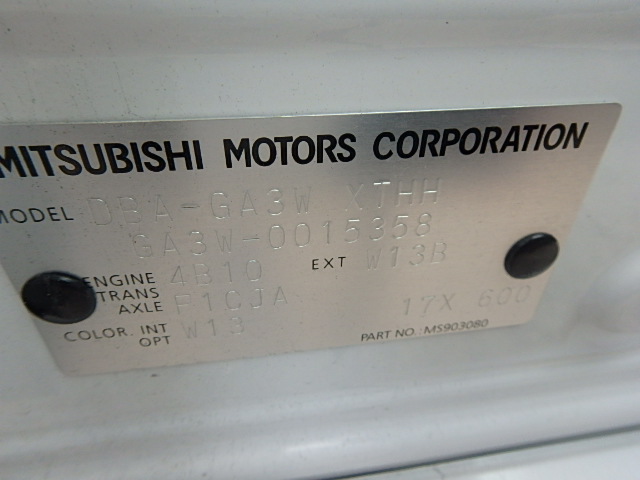 MITSUBISHI MOTORS CORPORATION
MODEL DBA-GA3W XTHH
GA3W-0015358
ENGINE 4B10 EXT W13B
TRANS AXLE F1CJA 17X 600
COLOR. INT OPT W13
PART NO.: MS903080